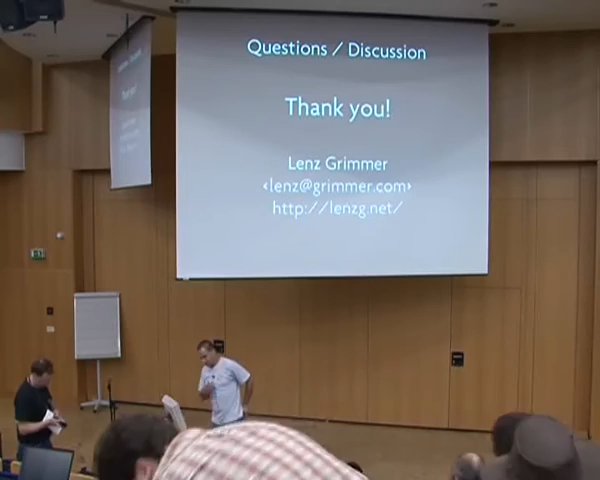 Questions / Discussion
Thank you!
Lenz Grimmer
<lenz@grimmer.com>
http://lenzg.net/